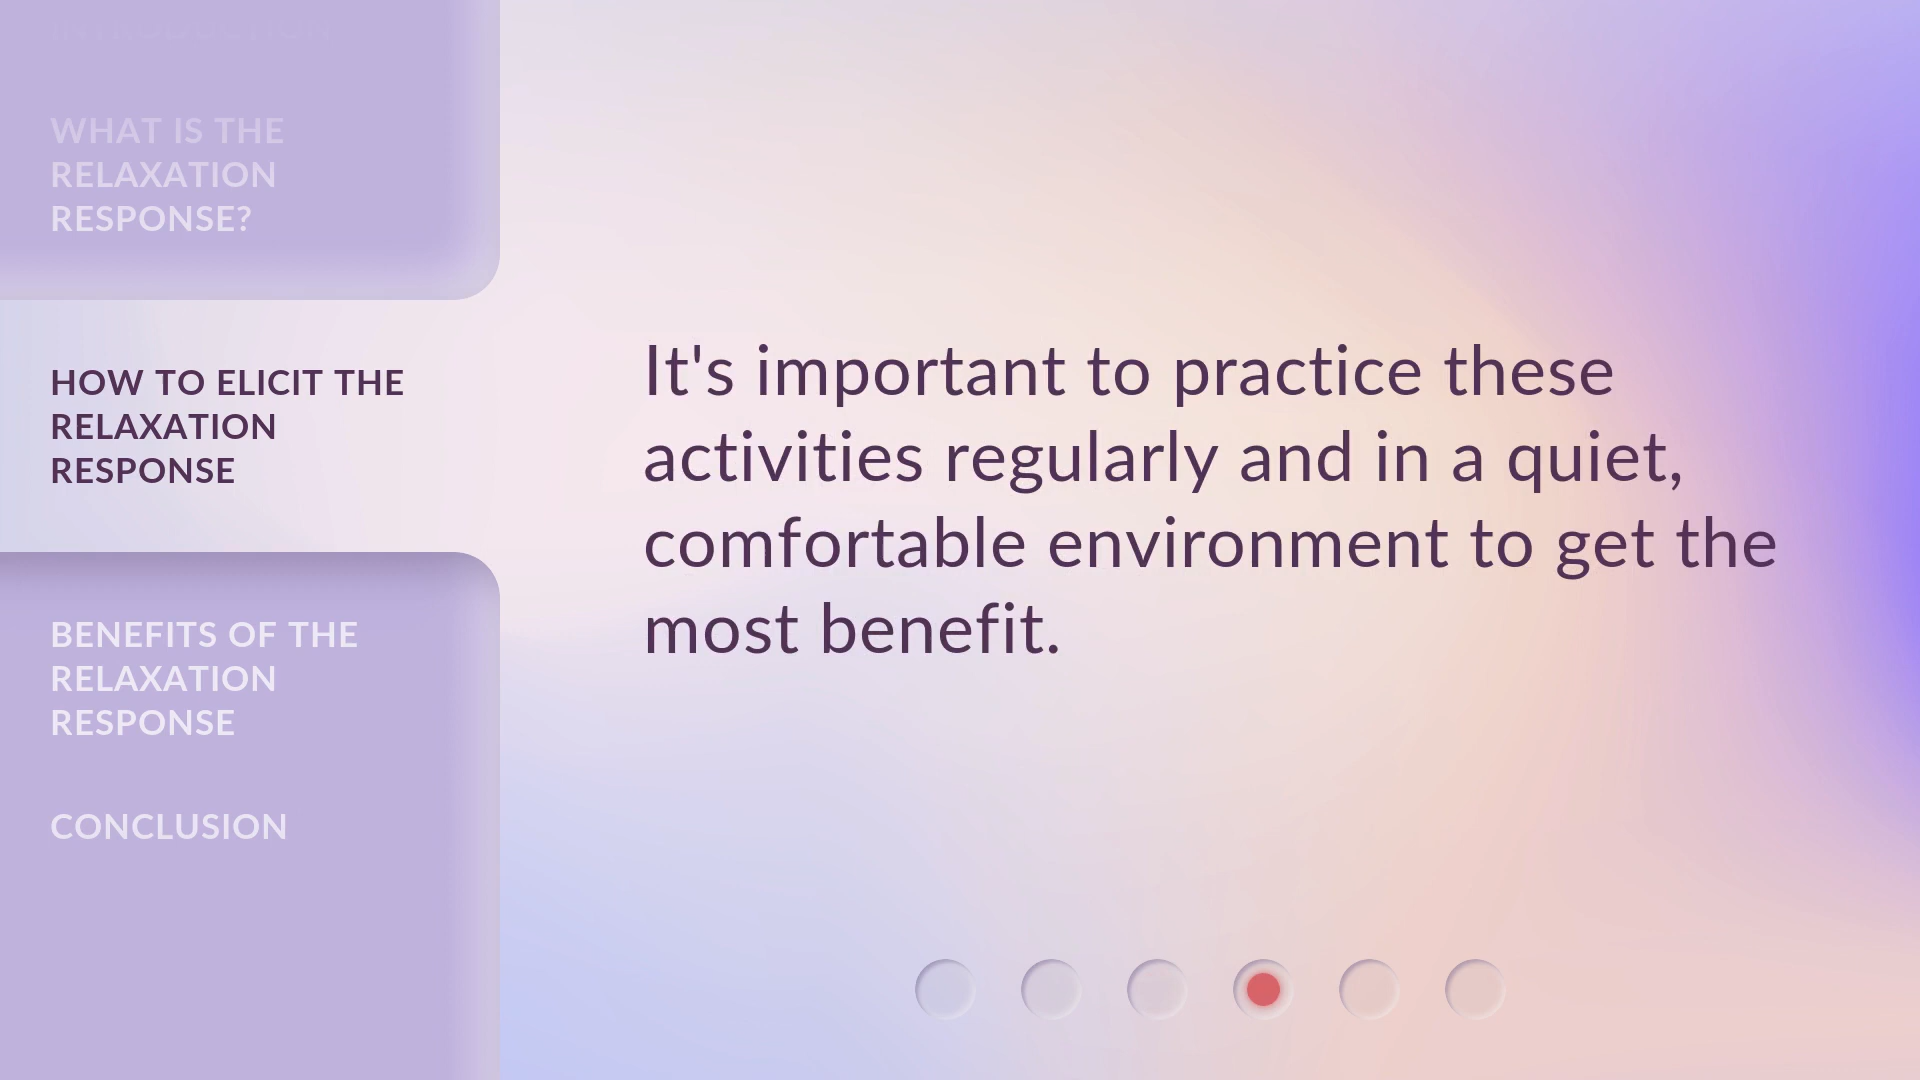 WHAT IS THE
RELAXATION
RESPONSE?
HOW TO ELICIT THE
RELAXATION
RESPONSE
BENEFITS OF THE
RELAXATION
RESPONSE
CONCLUSION
It's important to practice these
activities regularly and in a quiet,
comfortable environment to get the
most benefit.